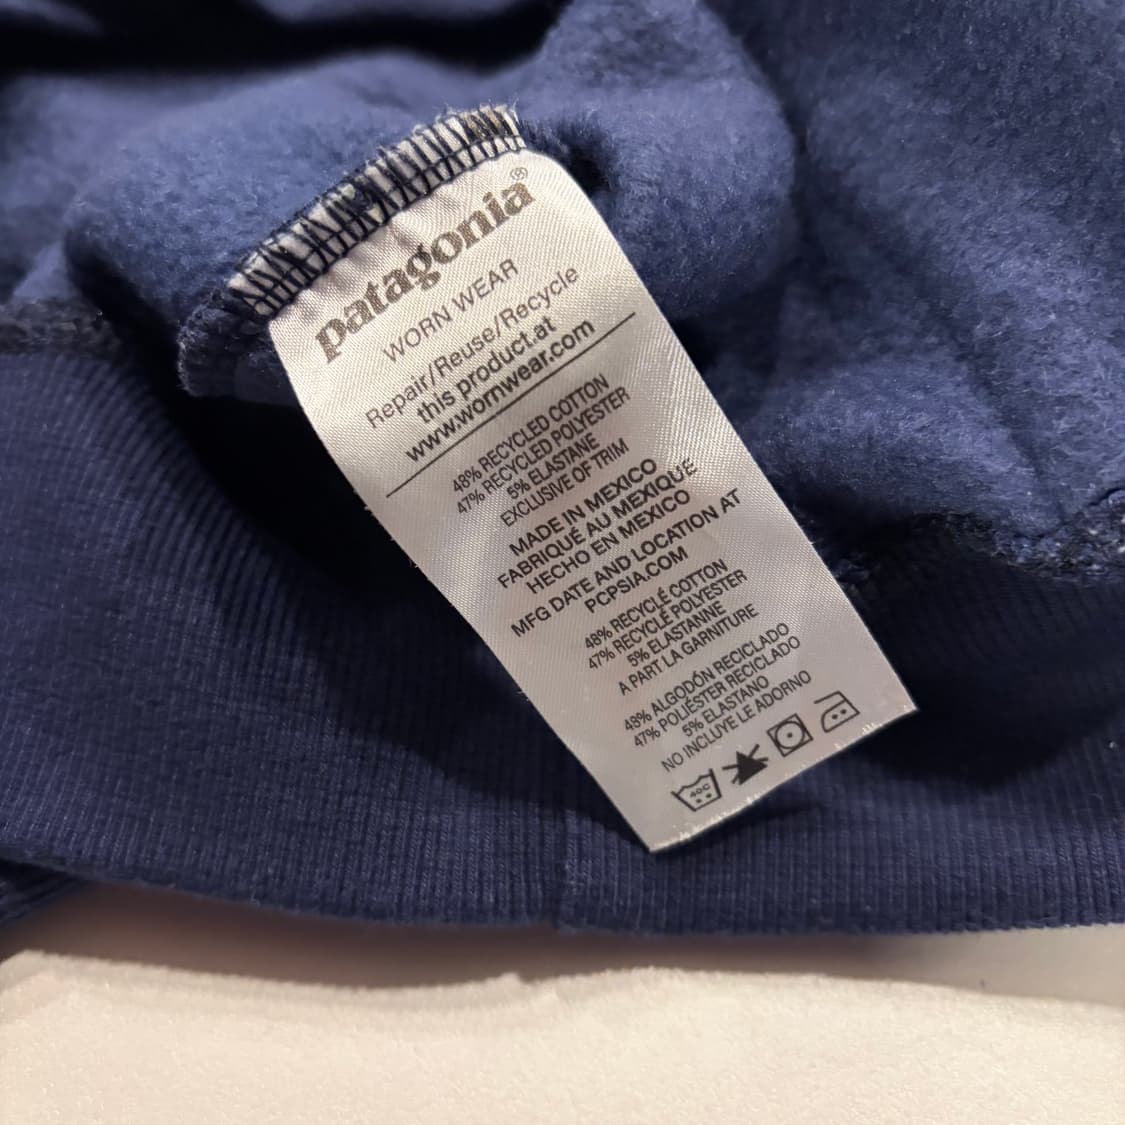 patagonia®
WORN WEAR
Repair/Reuse/Recycle
this product.at
www.wornwear.com
48% RECYCLED COTTON
47% RECYCLED POLYESTER
5% ELASTANE
EXCLUSIVE OF TRIM
MADE IN MEXICO
FABRIQUÉ AU MEXIQUE
HECHO EN MEXICO
MFG DATE AND LOCATION AT
PCPSIA.COM
48% RECYCLÉ COTTON
47% RECYCLÉ POLYESTER
5% ELASTANNE
A PART LA GARNITURE
48% ALGODÓN RECICLADO
47% POLIÉSTER RECICLADO
5% ELASTANO
NO INCLUYE LE ADORNO
40C